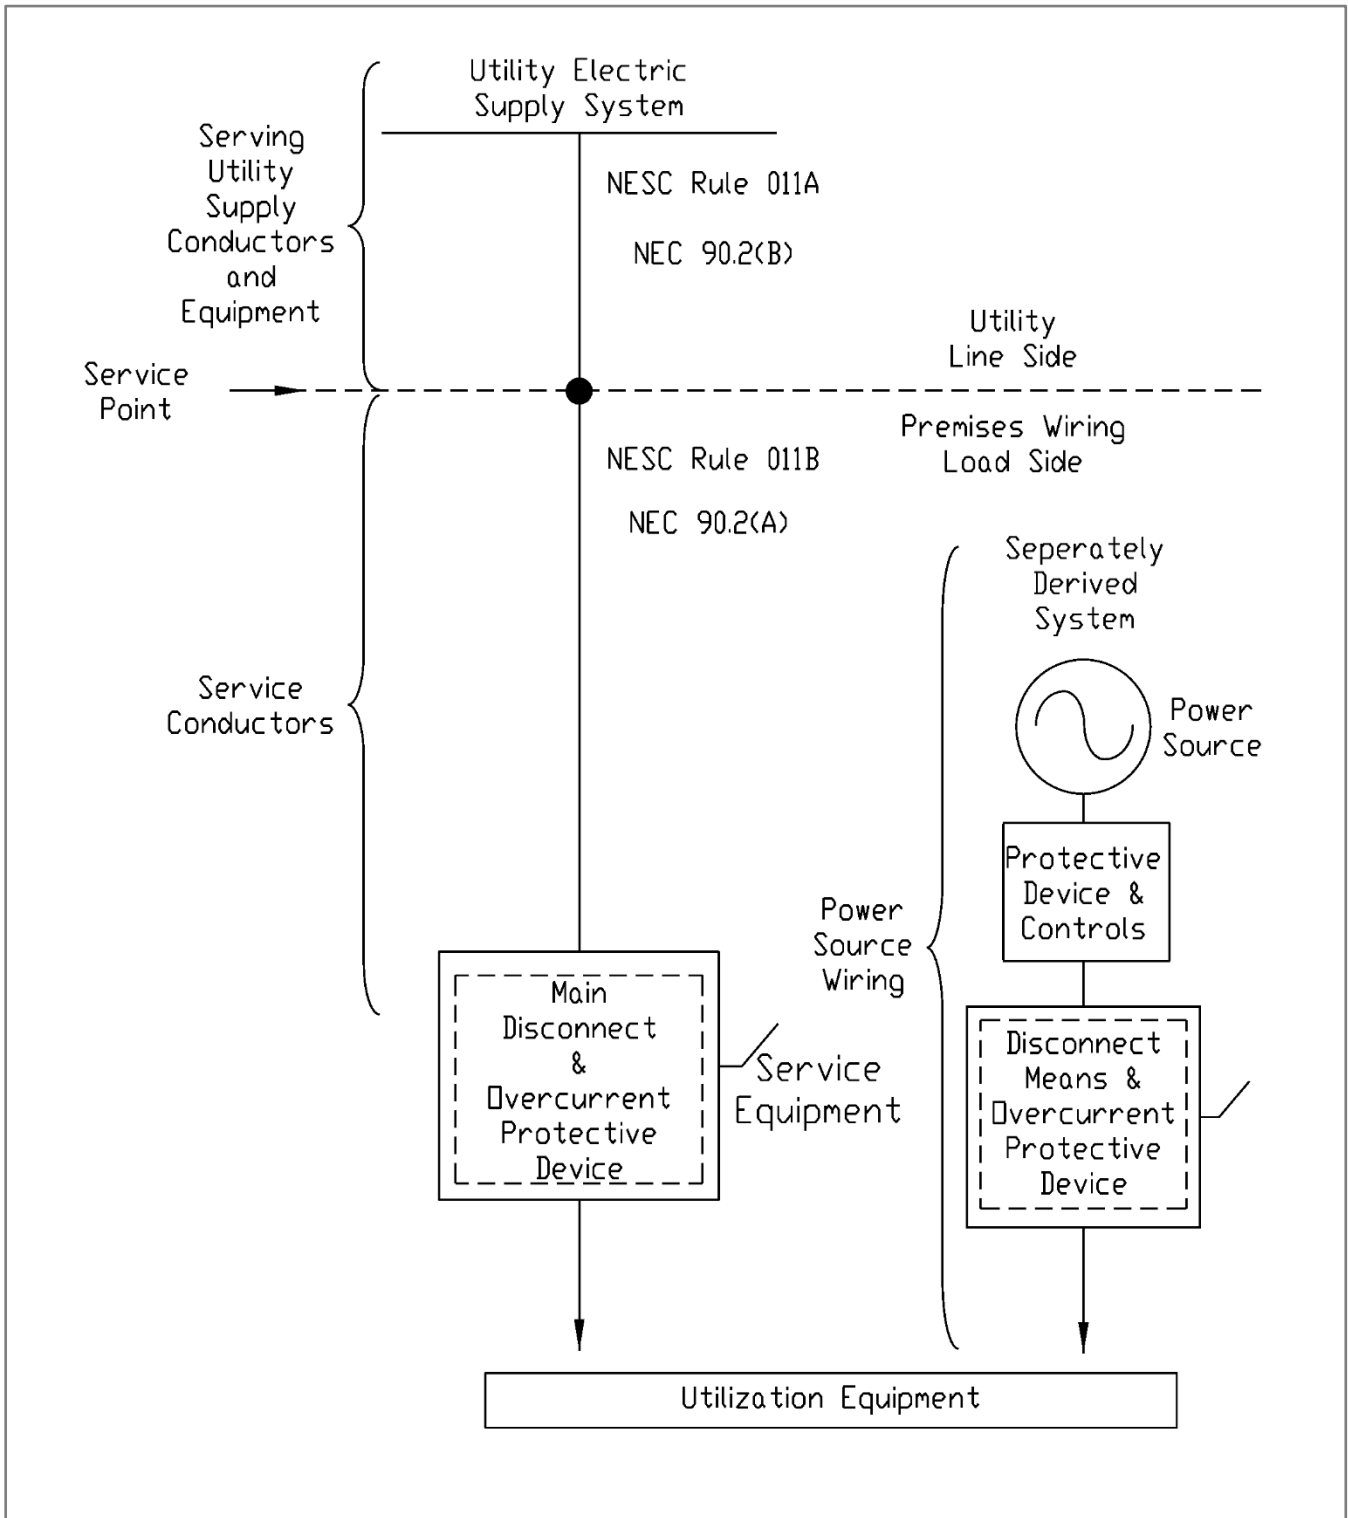 Utility Electric
Supply System
Serving
Utility
Supply
Conductors
and
Equipment
NESC Rule 011A
NEC 90.2(B)
Utility
Line Side
Service
Point
Premises Wiring
Load Side
NESC Rule 011B
NEC 90.2(A)
Service
Conductors
Seperately
Derived
System
Power
Source
Protective
Device &
Controls
Power
Source
Wiring
Main
Disconnect
&
Overcurrent
Protective
Device
Service
Equipment
Disconnect
Means &
Overcurrent
Protective
Device
Utilization Equipment